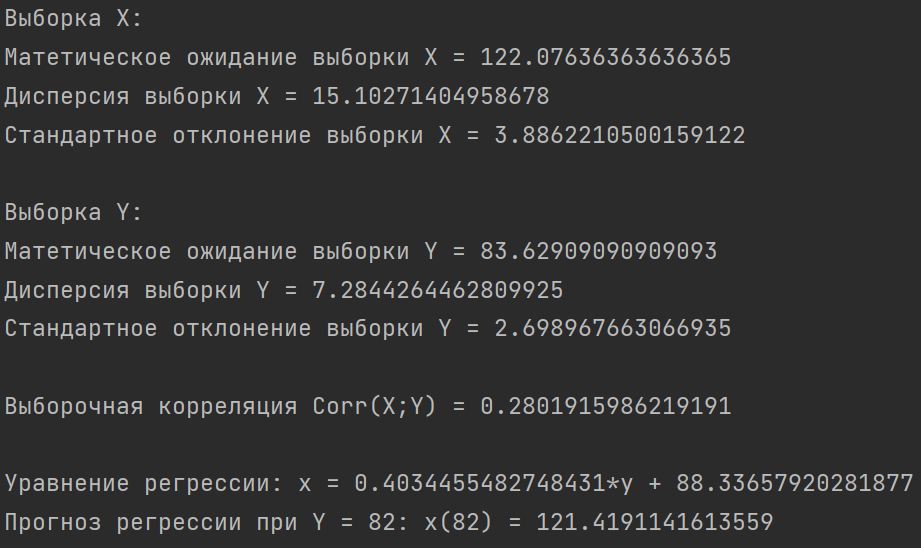 Выборка X:
Матетическое ожидание выборки X = 122.07636363636365
Дисперсия выборки X = 15.10271404958678
Стандартное отклонение выборки X = 3.8862210500159122
Выборка Y:
Матетическое ожидание выборки Y = 83.62909090909093
Дисперсия выборки Y = 7.2844264462809925
Стандартное отклонение выборки Y = 2.698967663066935
Выборочная корреляция Corr(X;Y) = 0.2801915986219191
Уравнение регрессии: x = 0.4034455482748431*y + 88.33657920281877
Прогноз регрессии при Y = 82: x(82) = 121.4191141613559